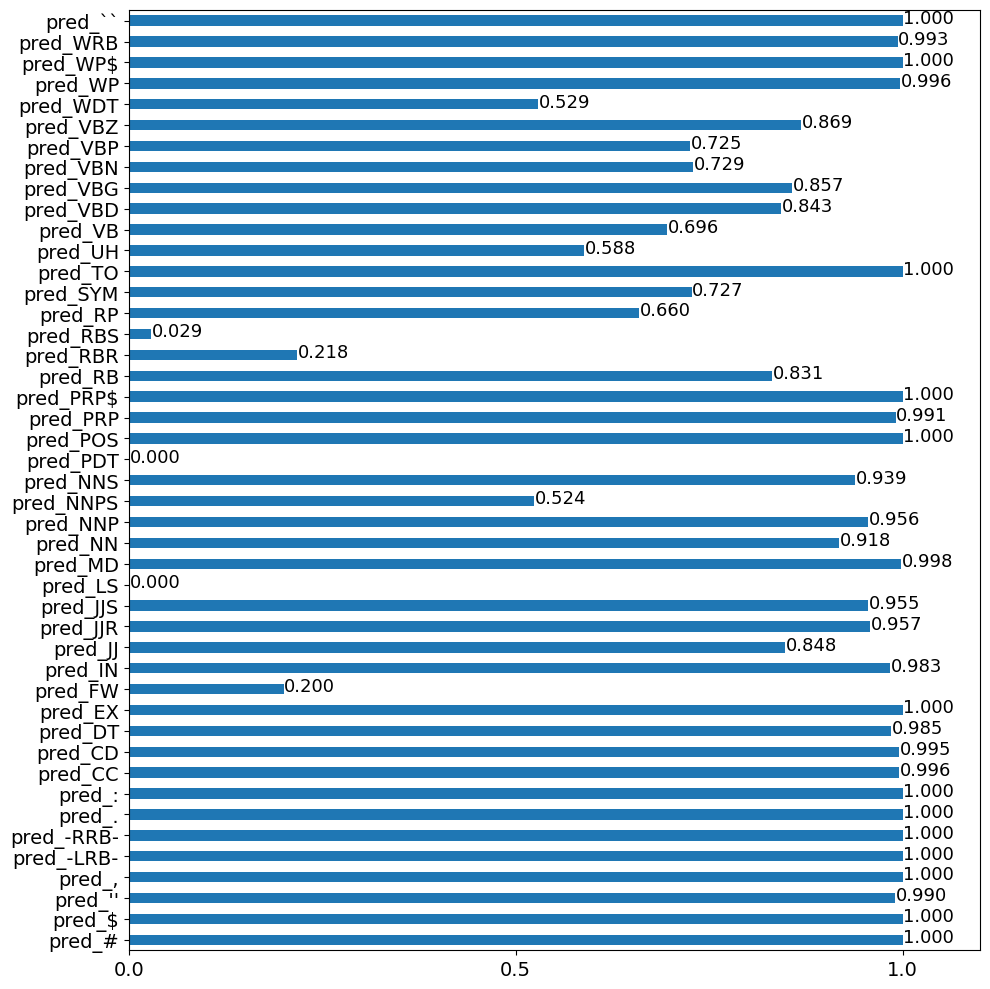 pred_`` 1.000
pred_WRB 0.993
pred_WP$ 1.000
pred_WP 0.996
pred_WDT 0.529
pred_VBZ 0.869
pred_VBP 0.725
pred_VBN 0.729
pred_VBG 0.857
pred_VBD 0.843
pred_VB 0.696
pred_UH 0.588
pred_TO 1.000
pred_SYM 0.727
pred_RP 0.660
pred_RBS 0.029
pred_RBR 0.218
pred_RB 0.831
pred_PRP$ 1.000
pred_PRP 0.991
pred_POS 1.000
pred_PDT 0.000
pred_NNS 0.939
pred_NNPS 0.524
pred_NNP 0.956
pred_NN 0.918
pred_MD 0.998
pred_LS 0.000
pred_JJS 0.955
pred_JJR 0.957
pred_JJ 0.848
pred_IN 0.983
pred_FW 0.200
pred_EX 1.000
pred_DT 0.985
pred_CD 0.995
pred_CC 0.996
pred_: 1.000
pred_. 1.000
pred_-RRB- 1.000
pred_-LRB- 1.000
pred_, 1.000
pred_'' 0.990
pred_$ 1.000
pred_# 1.000
0.0 0.5 1.0